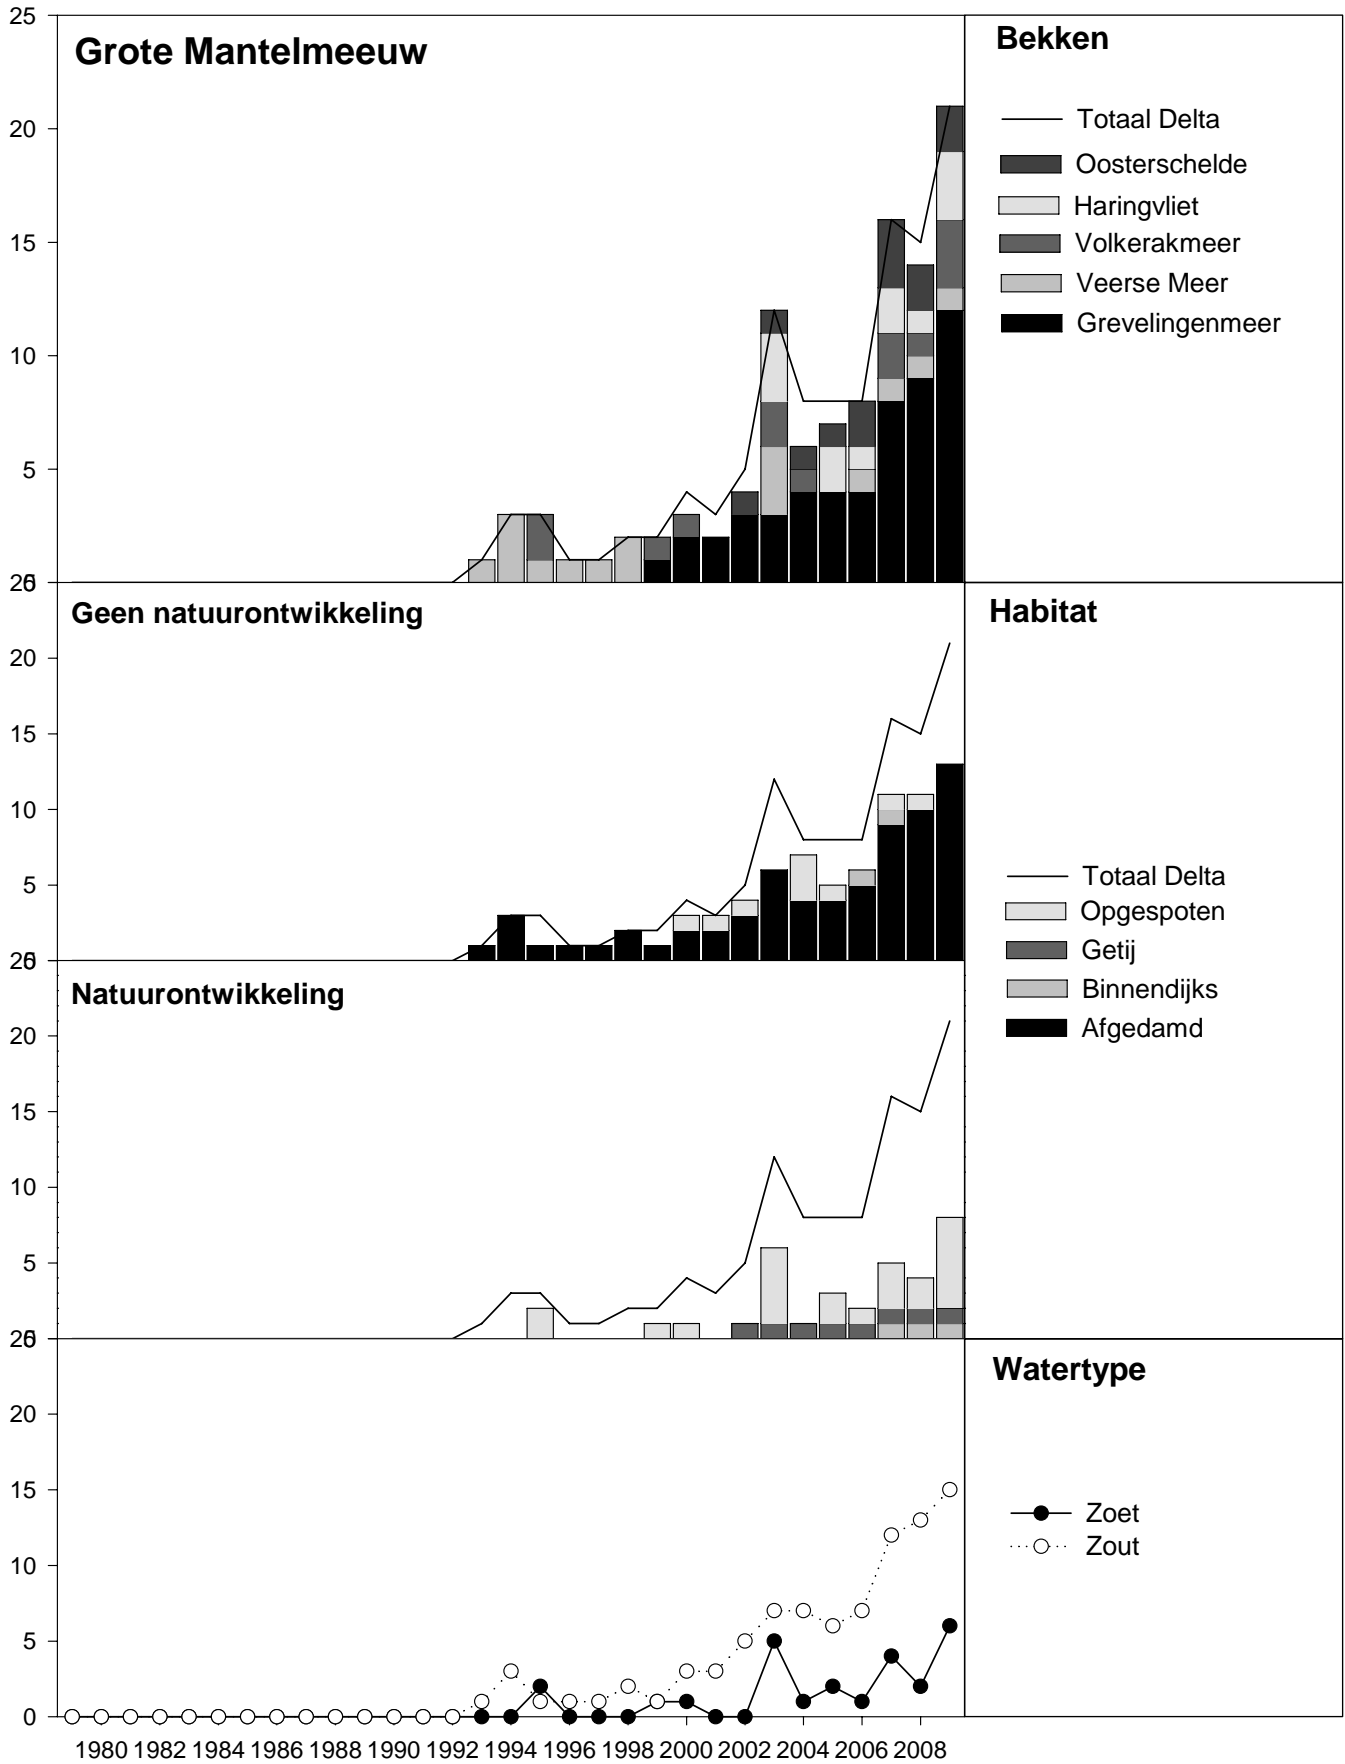 25
Grote Mantelmeeuw
20
15
10
5
Bekken
Totaal Delta
Oosterschelde
Haringvliet
Volkerakmeer
Veerse Meer
Grevelingenmeer
Geen natuurontwikkeling
20
15
10
5
Natuurontwikkeling
20
15
10
5
Habitat
Totaal Delta
Opgespoten
Getij
Binnendijks
Afgedamd
20
15
10
5
0
1980 1982 1984 1986 1988 1990 1992 1994 1996 1998 2000 2002 2004 2006 2008
Watertype
Zoet
Zout